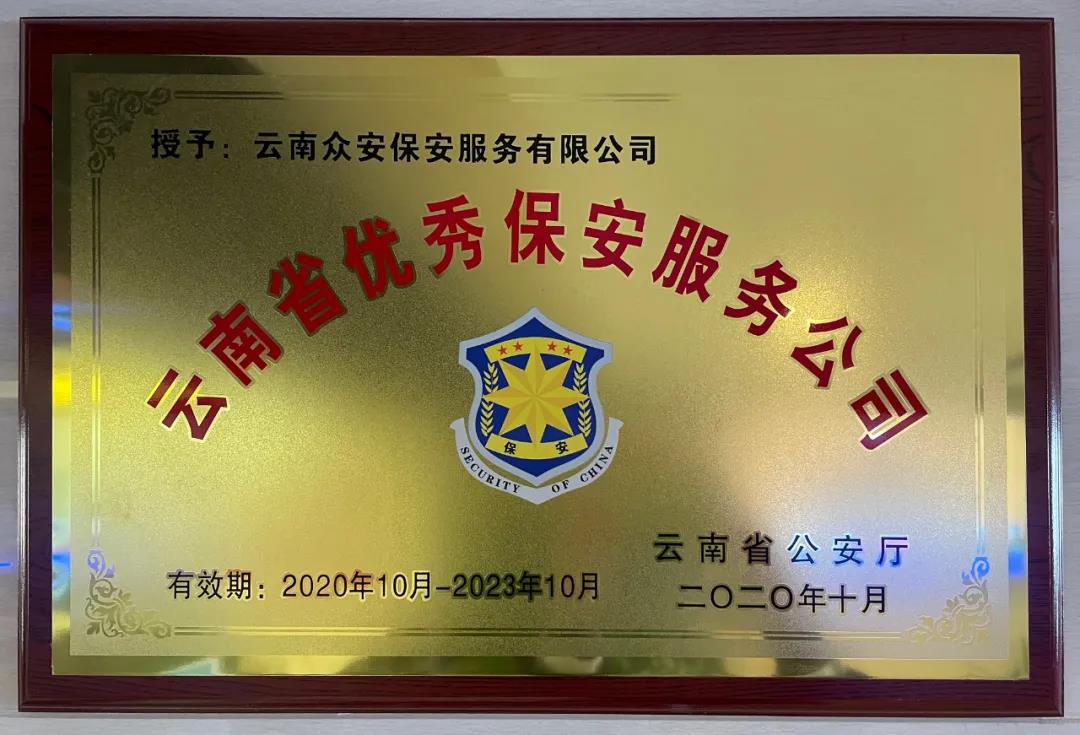 授予：云南众安保安服务有限公司
云南省优秀保安服务公司
保安
SECURITY OF CHINA
有效期：2020年10月-2023年10月
云南省公安厅
二〇二〇年十月